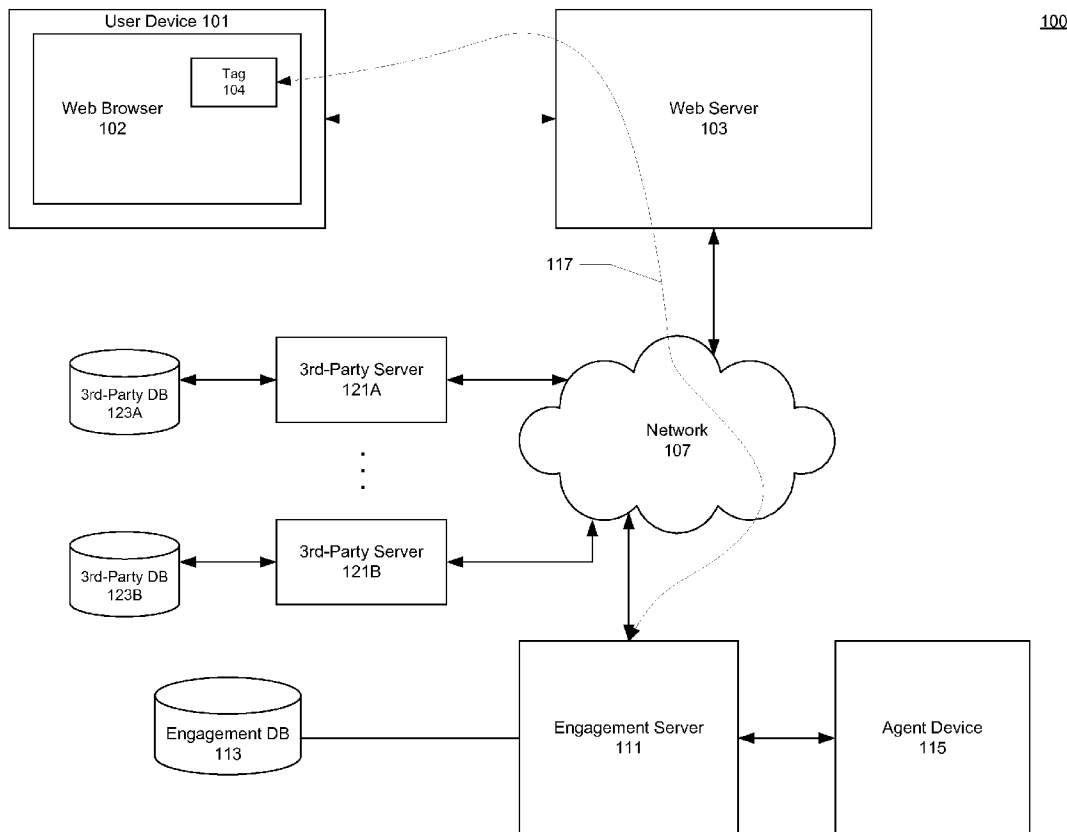 User Device 101
100
Tag
104
Web Browser
102
Web Server
103
117
3rd-Party DB
123A
3rd-Party Server
121A
Network
107
3rd-Party DB
123B
3rd-Party Server
121B
Engagement DB
113
Engagement Server
111
Agent Device
115